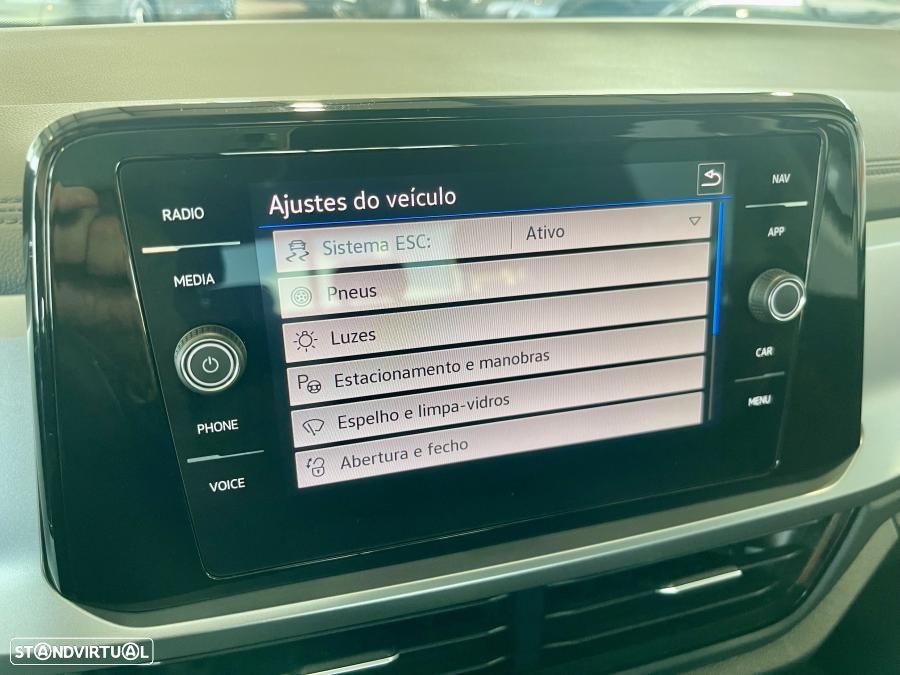 RADIO
MEDIA
PHONE
VOICE
Ajustes do veículo
Sistema ESC: Ativo
Pneus
Luzes
Estacionamento e manobras
Espelho e limpa-vidros
Abertura e fecho
NAV
APP
CAR
MENU
STANDVIRTUAL